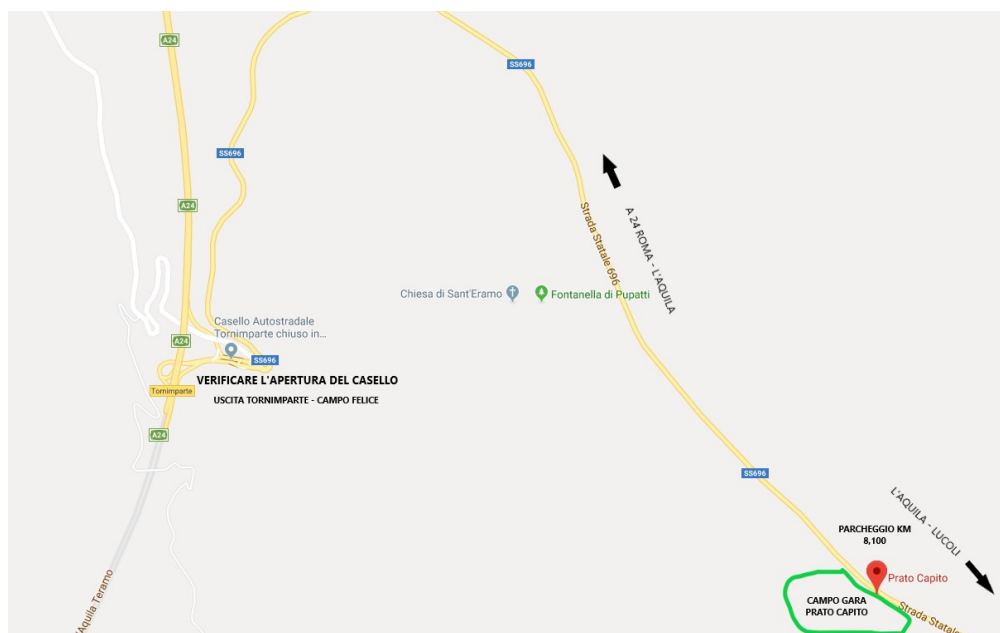 A24
SS696
SS696
A24
Strada Statale 696
A 24 ROMA - L'AQUILA
Chiesa di Sant'Eramo
Fontanella di Pupatti
Casello Autostradale
Tornimparte chiuso in...
A24
SS696
VERIFICARE L'APERTURA DEL CASELLO
Tornimparte
USCITA TORNIMPARTE - CAMPO FELICE
A24
SS696
L'AQUILA - LUCOLI
PARCHEGGIO KM
8,100
Prato Capito
CAMPO GARA
PRATO CAPITO
Strada Statale
Aquila Teramo